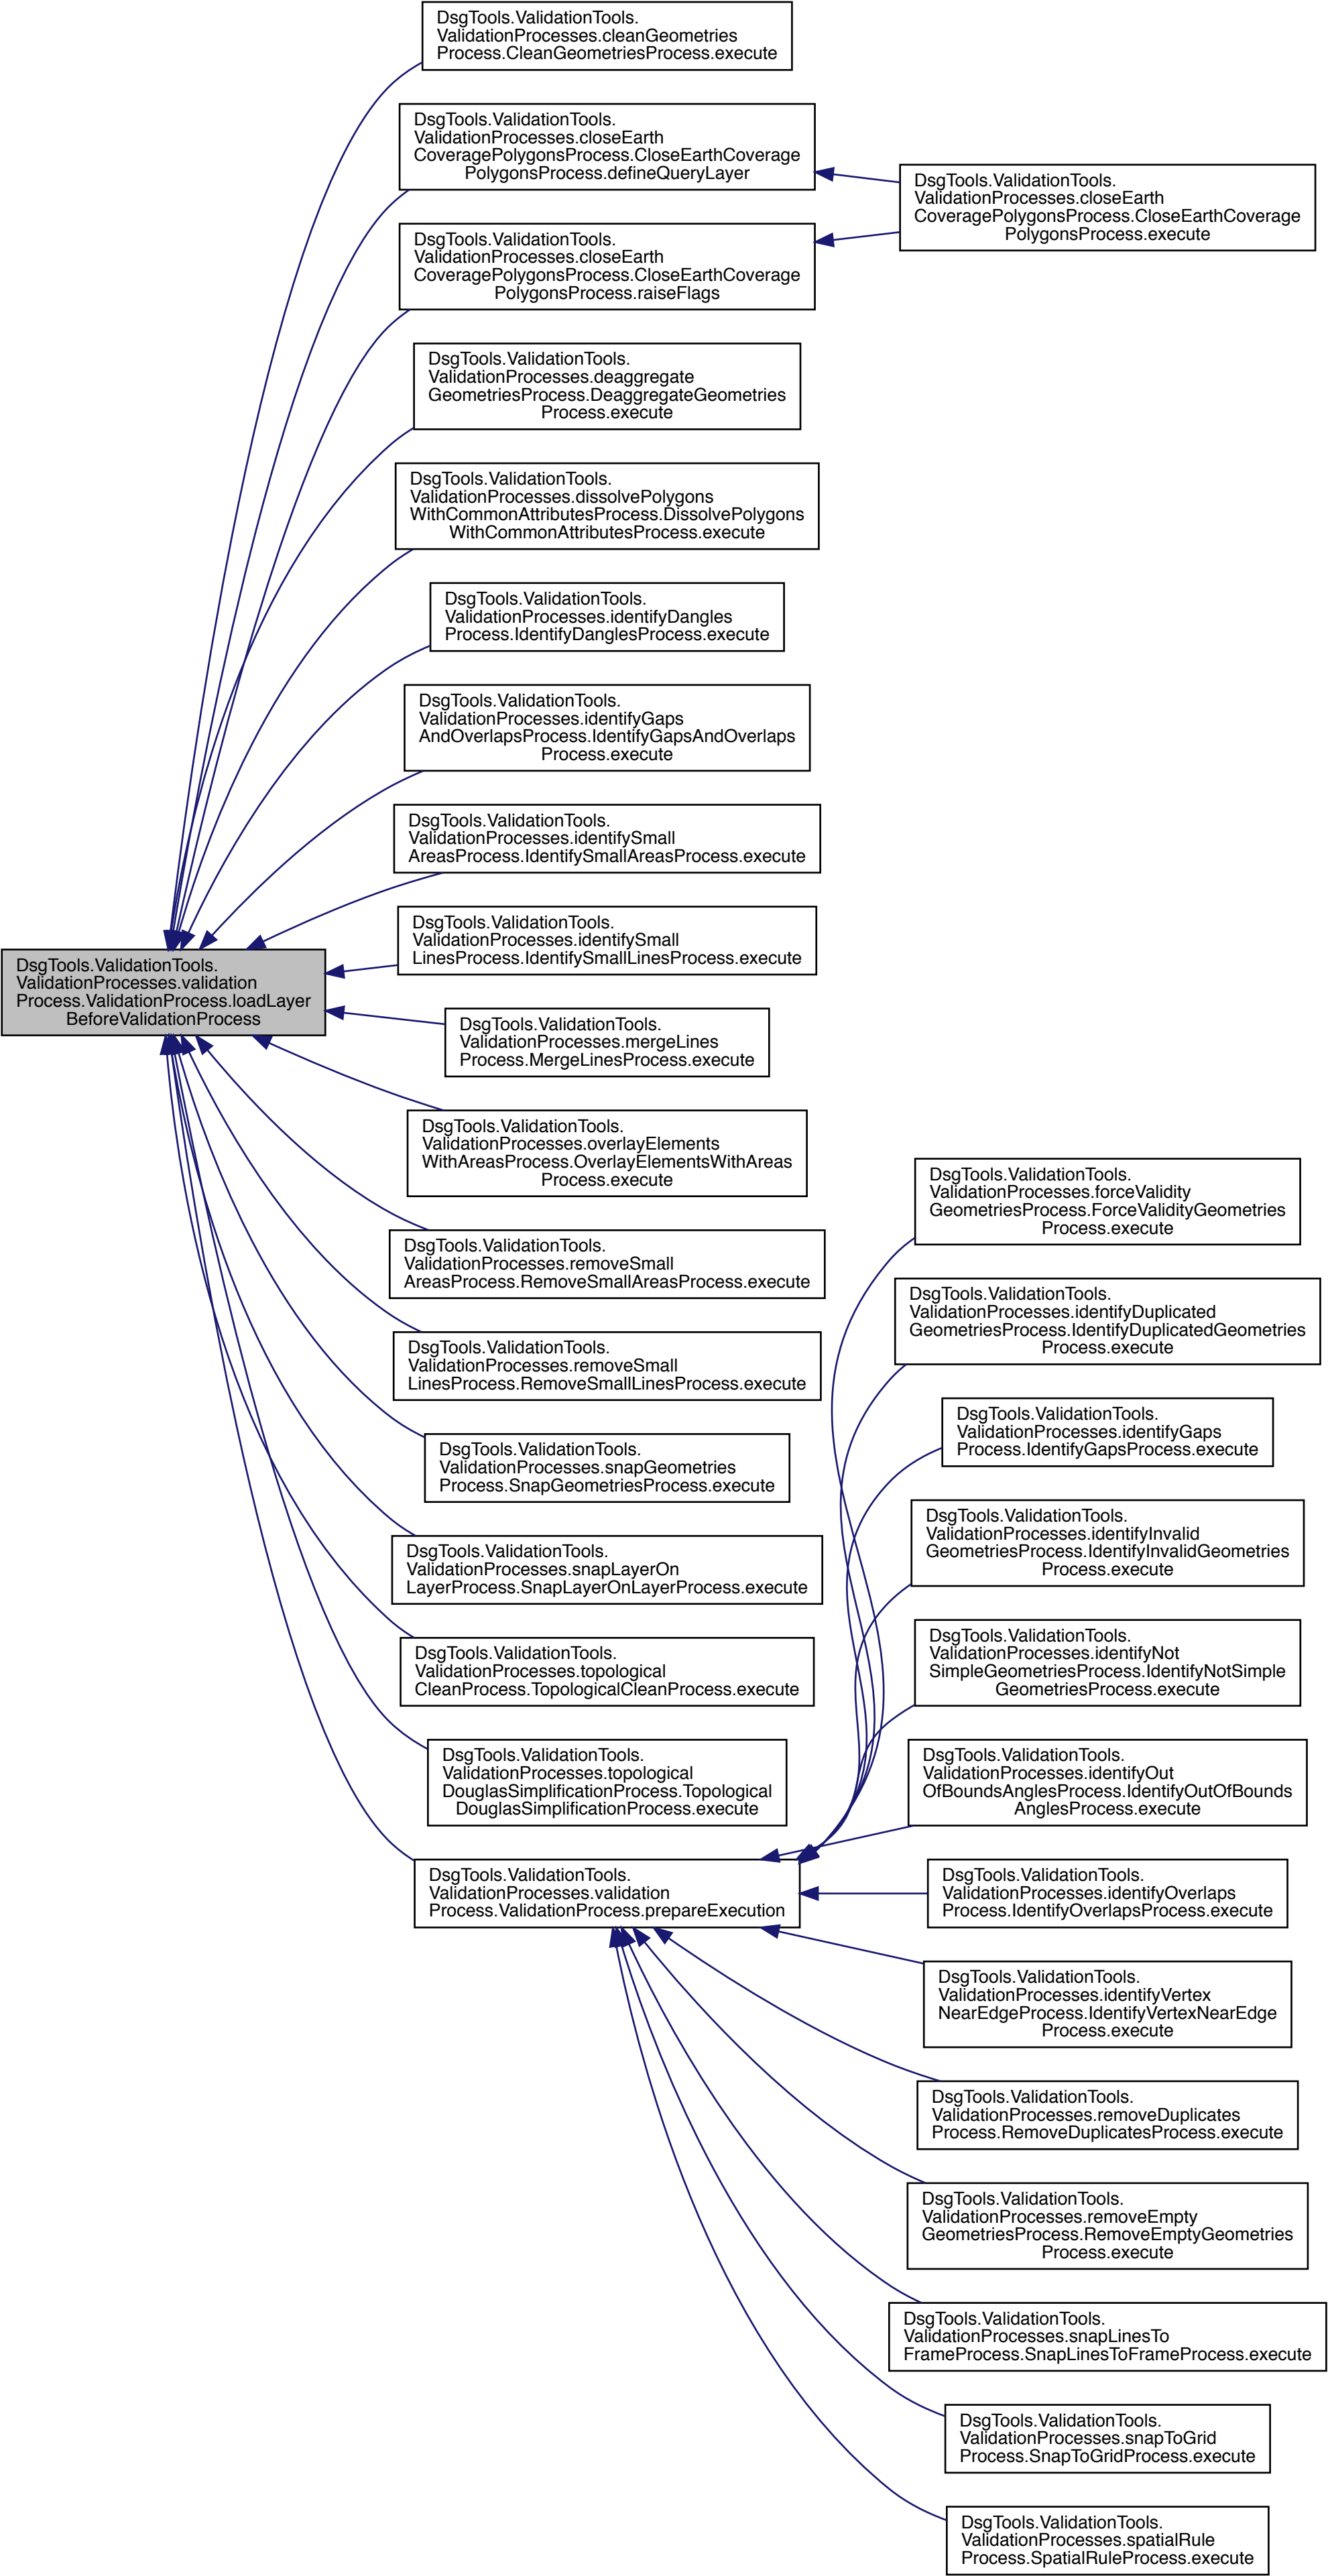 DsgTools.ValidationTools.
ValidationProcesses.cleanGeometries
Process.CleanGeometriesProcess.execute
DsgTools.ValidationTools.
ValidationProcesses.closeEarth
CoveragePolygonsProcess.CloseEarthCoverage
PolygonsProcess.defineQueryLayer
DsgTools.ValidationTools.
ValidationProcesses.closeEarth
CoveragePolygonsProcess.CloseEarthCoverage
PolygonsProcess.execute
DsgTools.ValidationTools.
ValidationProcesses.closeEarth
CoveragePolygonsProcess.CloseEarthCoverage
PolygonsProcess.raiseFlags
DsgTools.ValidationTools.
ValidationProcesses.deaggregate
GeometriesProcess.DeaggregateGeometries
Process.execute
DsgTools.ValidationTools.
ValidationProcesses.dissolvePolygons
WithCommonAttributesProcess.DissolvePolygons
WithCommonAttributesProcess.execute
DsgTools.ValidationTools.
ValidationProcesses.identifyDangles
Process.IdentifyDanglesProcess.execute
DsgTools.ValidationTools.
ValidationProcesses.identifyGaps
AndOverlapsProcess.IdentifyGapsAndOverlaps
Process.execute
DsgTools.ValidationTools.
ValidationProcesses.identifySmall
AreasProcess.IdentifySmallAreasProcess.execute
DsgTools.ValidationTools.
ValidationProcesses.identifySmall
LinesProcess.IdentifySmallLinesProcess.execute
DsgTools.ValidationTools.
ValidationProcesses.validation
Process.ValidationProcess.loadLayer
BeforeValidationProcess
DsgTools.ValidationTools.
ValidationProcesses.mergeLines
Process.MergeLinesProcess.execute
DsgTools.ValidationTools.
ValidationProcesses.overlayElements
WithAreasProcess.OverlayElementsWithAreas
Process.execute
DsgTools.ValidationTools.
ValidationProcesses.removeSmall
AreasProcess.RemoveSmallAreasProcess.execute
DsgTools.ValidationTools.
ValidationProcesses.removeSmall
LinesProcess.RemoveSmallLinesProcess.execute
DsgTools.ValidationTools.
ValidationProcesses.snapGeometries
Process.SnapGeometriesProcess.execute
DsgTools.ValidationTools.
ValidationProcesses.snapLayerOn
LayerProcess.SnapLayerOnLayerProcess.execute
DsgTools.ValidationTools.
ValidationProcesses.topological
CleanProcess.TopologicalCleanProcess.execute
DsgTools.ValidationTools.
ValidationProcesses.topological
DouglasSimplificationProcess.Topological
DouglasSimplificationProcess.execute
DsgTools.ValidationTools.
ValidationProcesses.validation
Process.ValidationProcess.prepareExecution
DsgTools.ValidationTools.
ValidationProcesses.forceValidity
GeometriesProcess.ForceValidityGeometries
Process.execute
DsgTools.ValidationTools.
ValidationProcesses.identifyDuplicated
GeometriesProcess.IdentifyDuplicatedGeometries
Process.execute
DsgTools.ValidationTools.
ValidationProcesses.identifyGaps
Process.IdentifyGapsProcess.execute
DsgTools.ValidationTools.
ValidationProcesses.identifyInvalid
GeometriesProcess.IdentifyInvalidGeometries
Process.execute
DsgTools.ValidationTools.
ValidationProcesses.identifyNot
SimpleGeometriesProcess.IdentifyNotSimple
GeometriesProcess.execute
DsgTools.ValidationTools.
ValidationProcesses.identifyOut
OfBoundsAnglesProcess.IdentifyOutOfBounds
AnglesProcess.execute
DsgTools.ValidationTools.
ValidationProcesses.identifyOverlaps
Process.IdentifyOverlapsProcess.execute
DsgTools.ValidationTools.
ValidationProcesses.identifyVertex
NearEdgeProcess.IdentifyVertexNearEdge
Process.execute
DsgTools.ValidationTools.
ValidationProcesses.removeDuplicates
Process.RemoveDuplicatesProcess.execute
DsgTools.ValidationTools.
ValidationProcesses.removeEmpty
GeometriesProcess.RemoveEmptyGeometries
Process.execute
DsgTools.ValidationTools.
ValidationProcesses.snapLinesTo
FrameProcess.SnapLinesToFrameProcess.execute
DsgTools.ValidationTools.
ValidationProcesses.snapToGrid
Process.SnapToGridProcess.execute
DsgTools.ValidationTools.
ValidationProcesses.spatialRule
Process.SpatialRuleProcess.execute